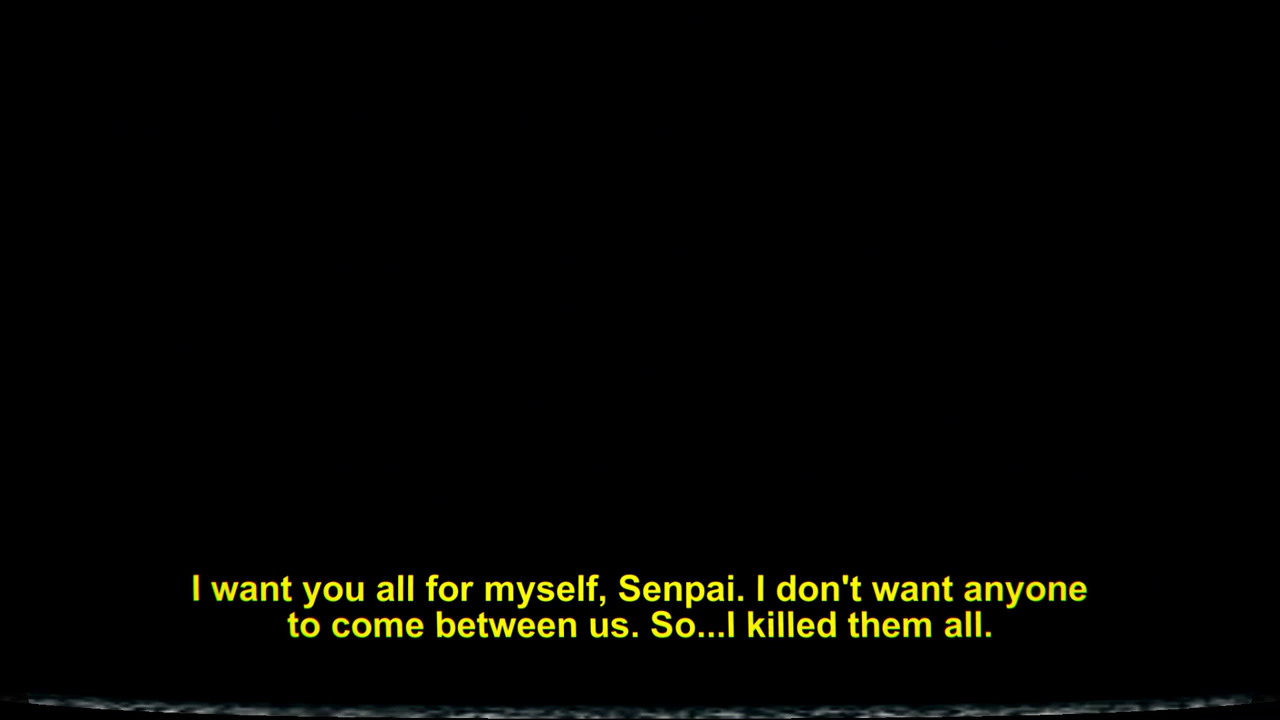 I want you all for myself, Senpai. I don't want anyone
to come between us. So...I killed them all.